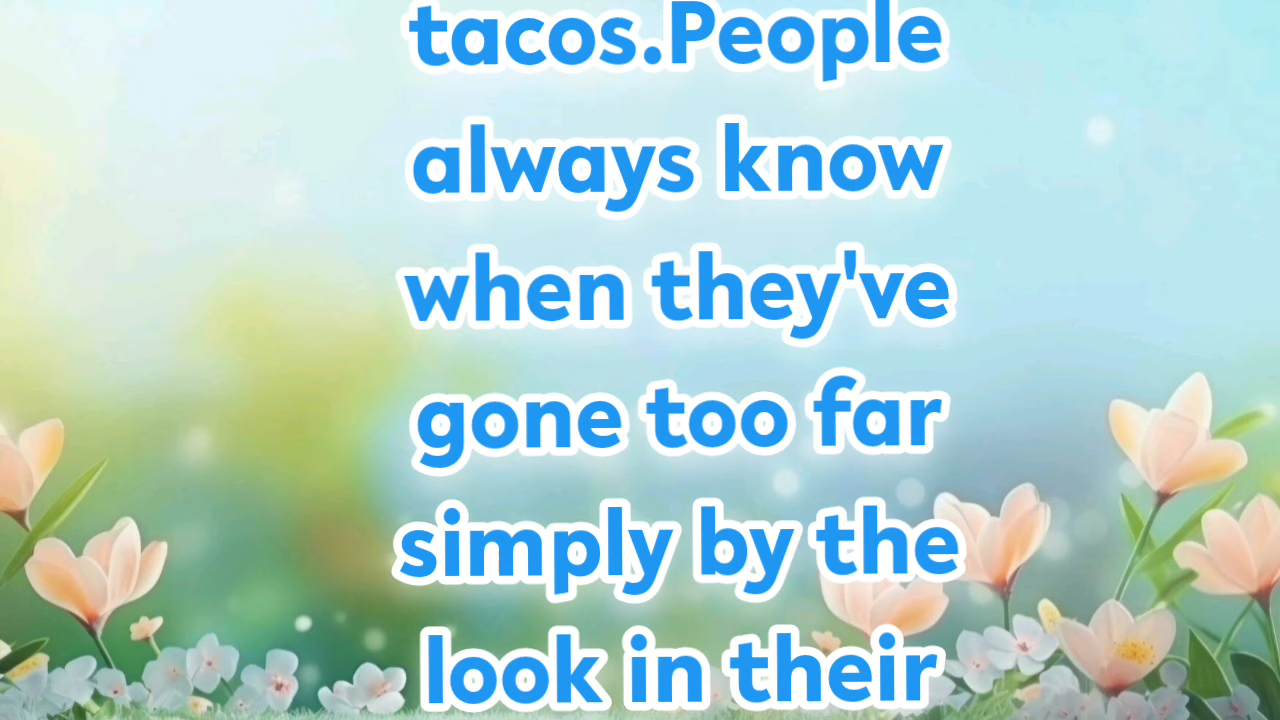 tacos.People
always know
when they've
gone too far
simply by the
look in their